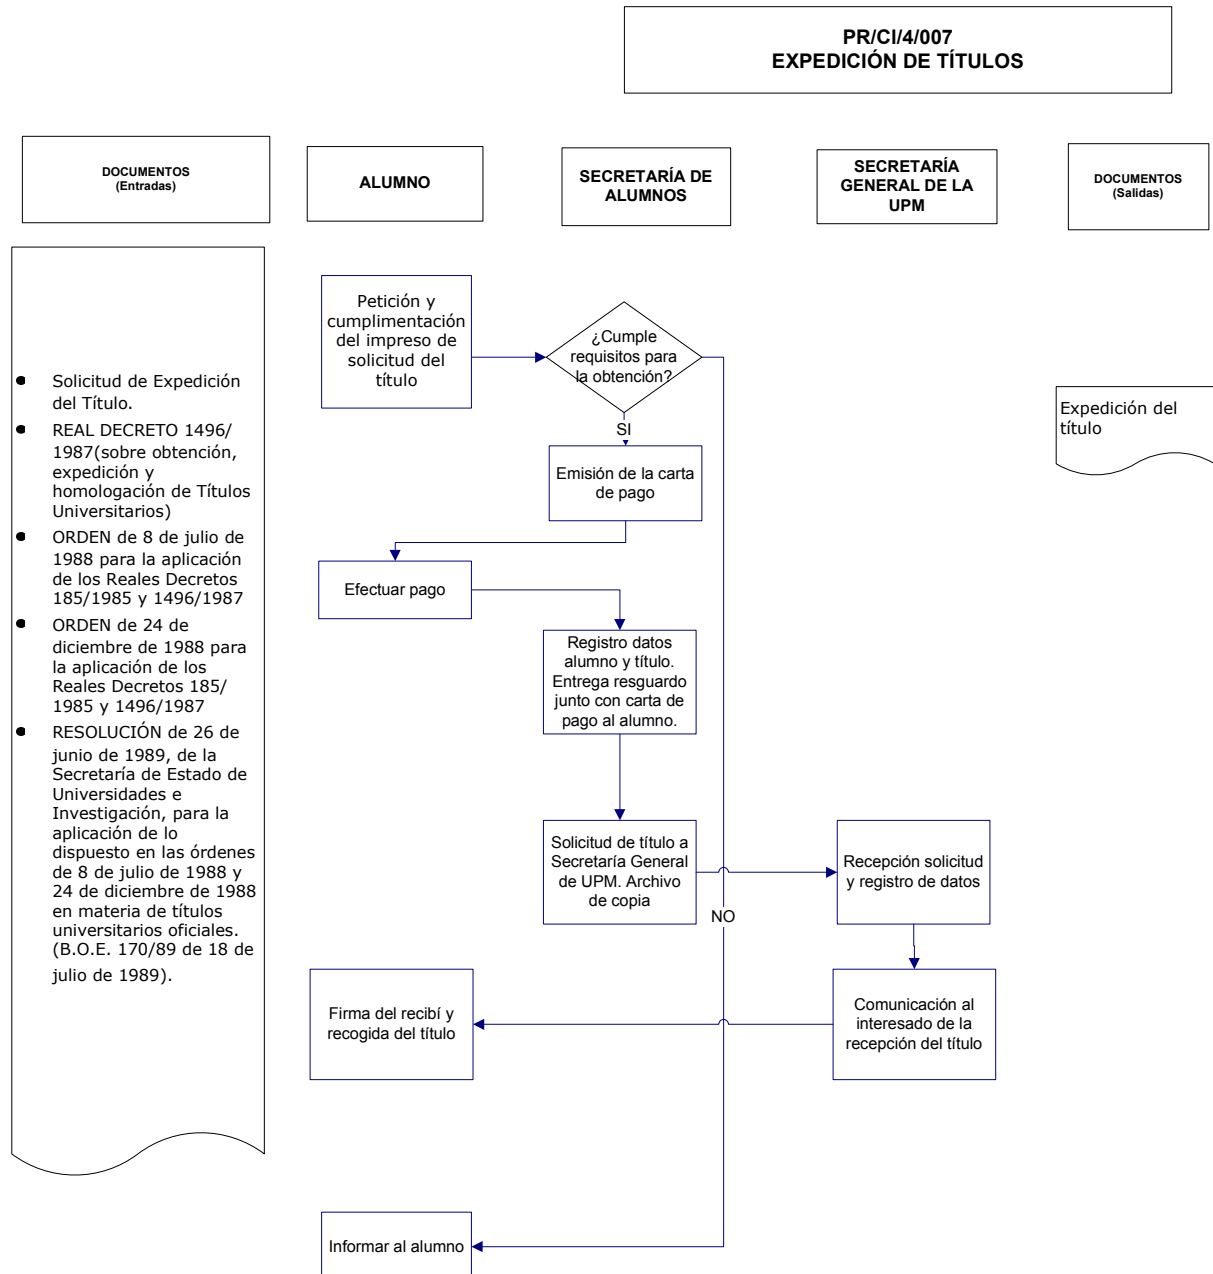 PR/CI/4/007
EXPEDICIÓN DE TÍTULOS
DOCUMENTOS
(Entradas)
ALUMNO
SECRETARÍA DE
ALUMNOS
SECRETARÍA
GENERAL DE LA
UPM
DOCUMENTOS
(Salidas)
Solicitud de Expedición
del Título.
REAL DECRETO 1496/
1987(sobre obtención,
expedición y
homologación de Títulos
Universitarios)
ORDEN de 8 de julio de
1988 para la aplicación
de los Reales Decretos
185/1985 y 1496/1987
ORDEN de 24 de
diciembre de 1988 para
la aplicación de los
Reales Decretos 185/
1985 y 1496/1987
RESOLUCIÓN de 26 de
junio de 1989, de la
Secretaría de Estado de
Universidades e
Investigación, para la
aplicación de lo
dispuesto en las órdenes
de 8 de julio de 1988 y
24 de diciembre de 1988
en materia de títulos
universitarios oficiales.
(B.O.E. 170/89 de 18 de
julio de 1989).
Petición y
cumplimentación
del impreso de
solicitud del
título
¿Cumple
requisitos para
la obtención?
SI
Emisión de la carta
de pago
Efectuar pago
Registro datos
alumno y título.
Entrega resguardo
junto con carta de
pago al alumno.
Solicitud de título a
Secretaría General
de UPM. Archivo
de copia
NO
Recepción solicitud
y registro de datos
Comunicación al
interesado de la
recepción del título
Firma del recibí y
recogida del título
Informar al alumno
Expedición del
título